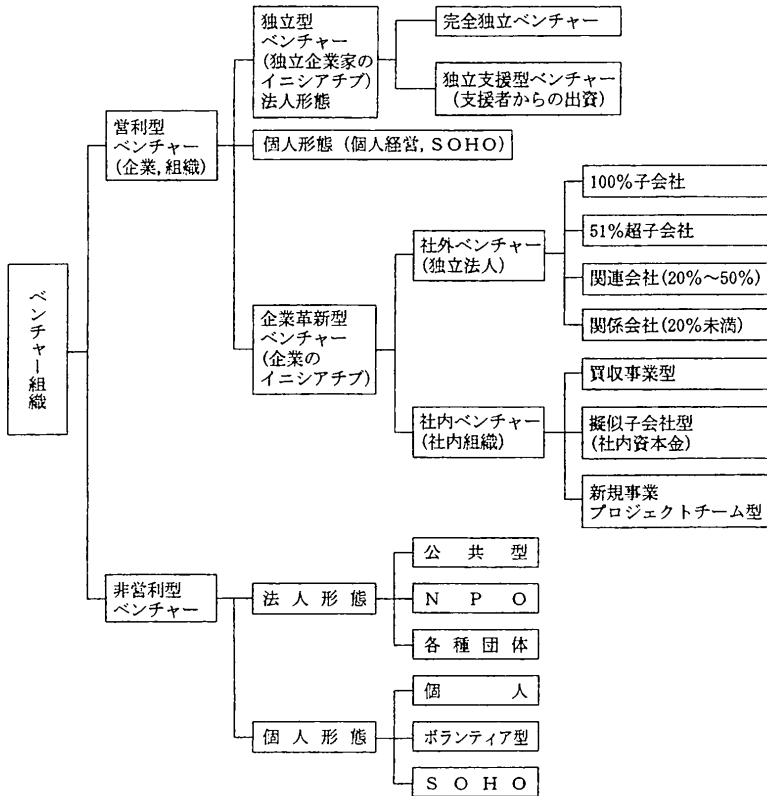 ベンチャー組織
営利型
ベンチャー
(企業,組織)
独立型
ベンチャー
(独立企業家の
イニシアチブ)
法人形態
完全独立ベンチャー
独立支援型ベンチャー
(支援者からの出資)
個人形態 (個人経営, SOHO)
企業革新型
ベンチャー
(企業の
イニシアチブ)
社外ベンチャー
(独立法人)
100%子会社
51%超子会社
関連会社(20%〜50%)
関係会社(20%未満)
社内ベンチャー
(社内組織)
買収事業型
擬似子会社型
(社内資本金)
新規事業
プロジェクトチーム型
非営利型
ベンチャー
法人形態
公共型
NPO
各種団体
個人形態
個人
ボランティア型
SOHO